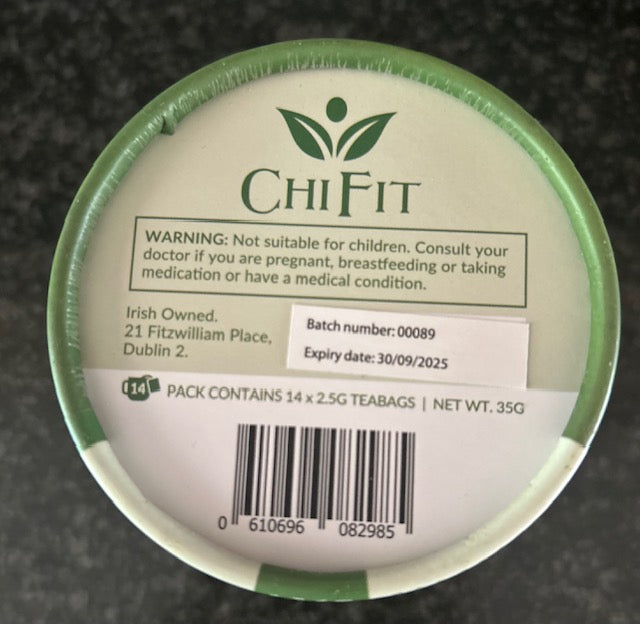 CHI FIT
WARNING: Not suitable for children. Consult your
doctor if you are pregnant, breastfeeding or taking
medication or have a medical condition.
Irish Owned.
21 Fitzwilliam Place,
Dublin 2.
Batch number: 00089
Expiry date: 30/09/2025
14 PACK CONTAINS 14 x 2.5G TEABAGS | NET WT. 35G
0 610696 082985